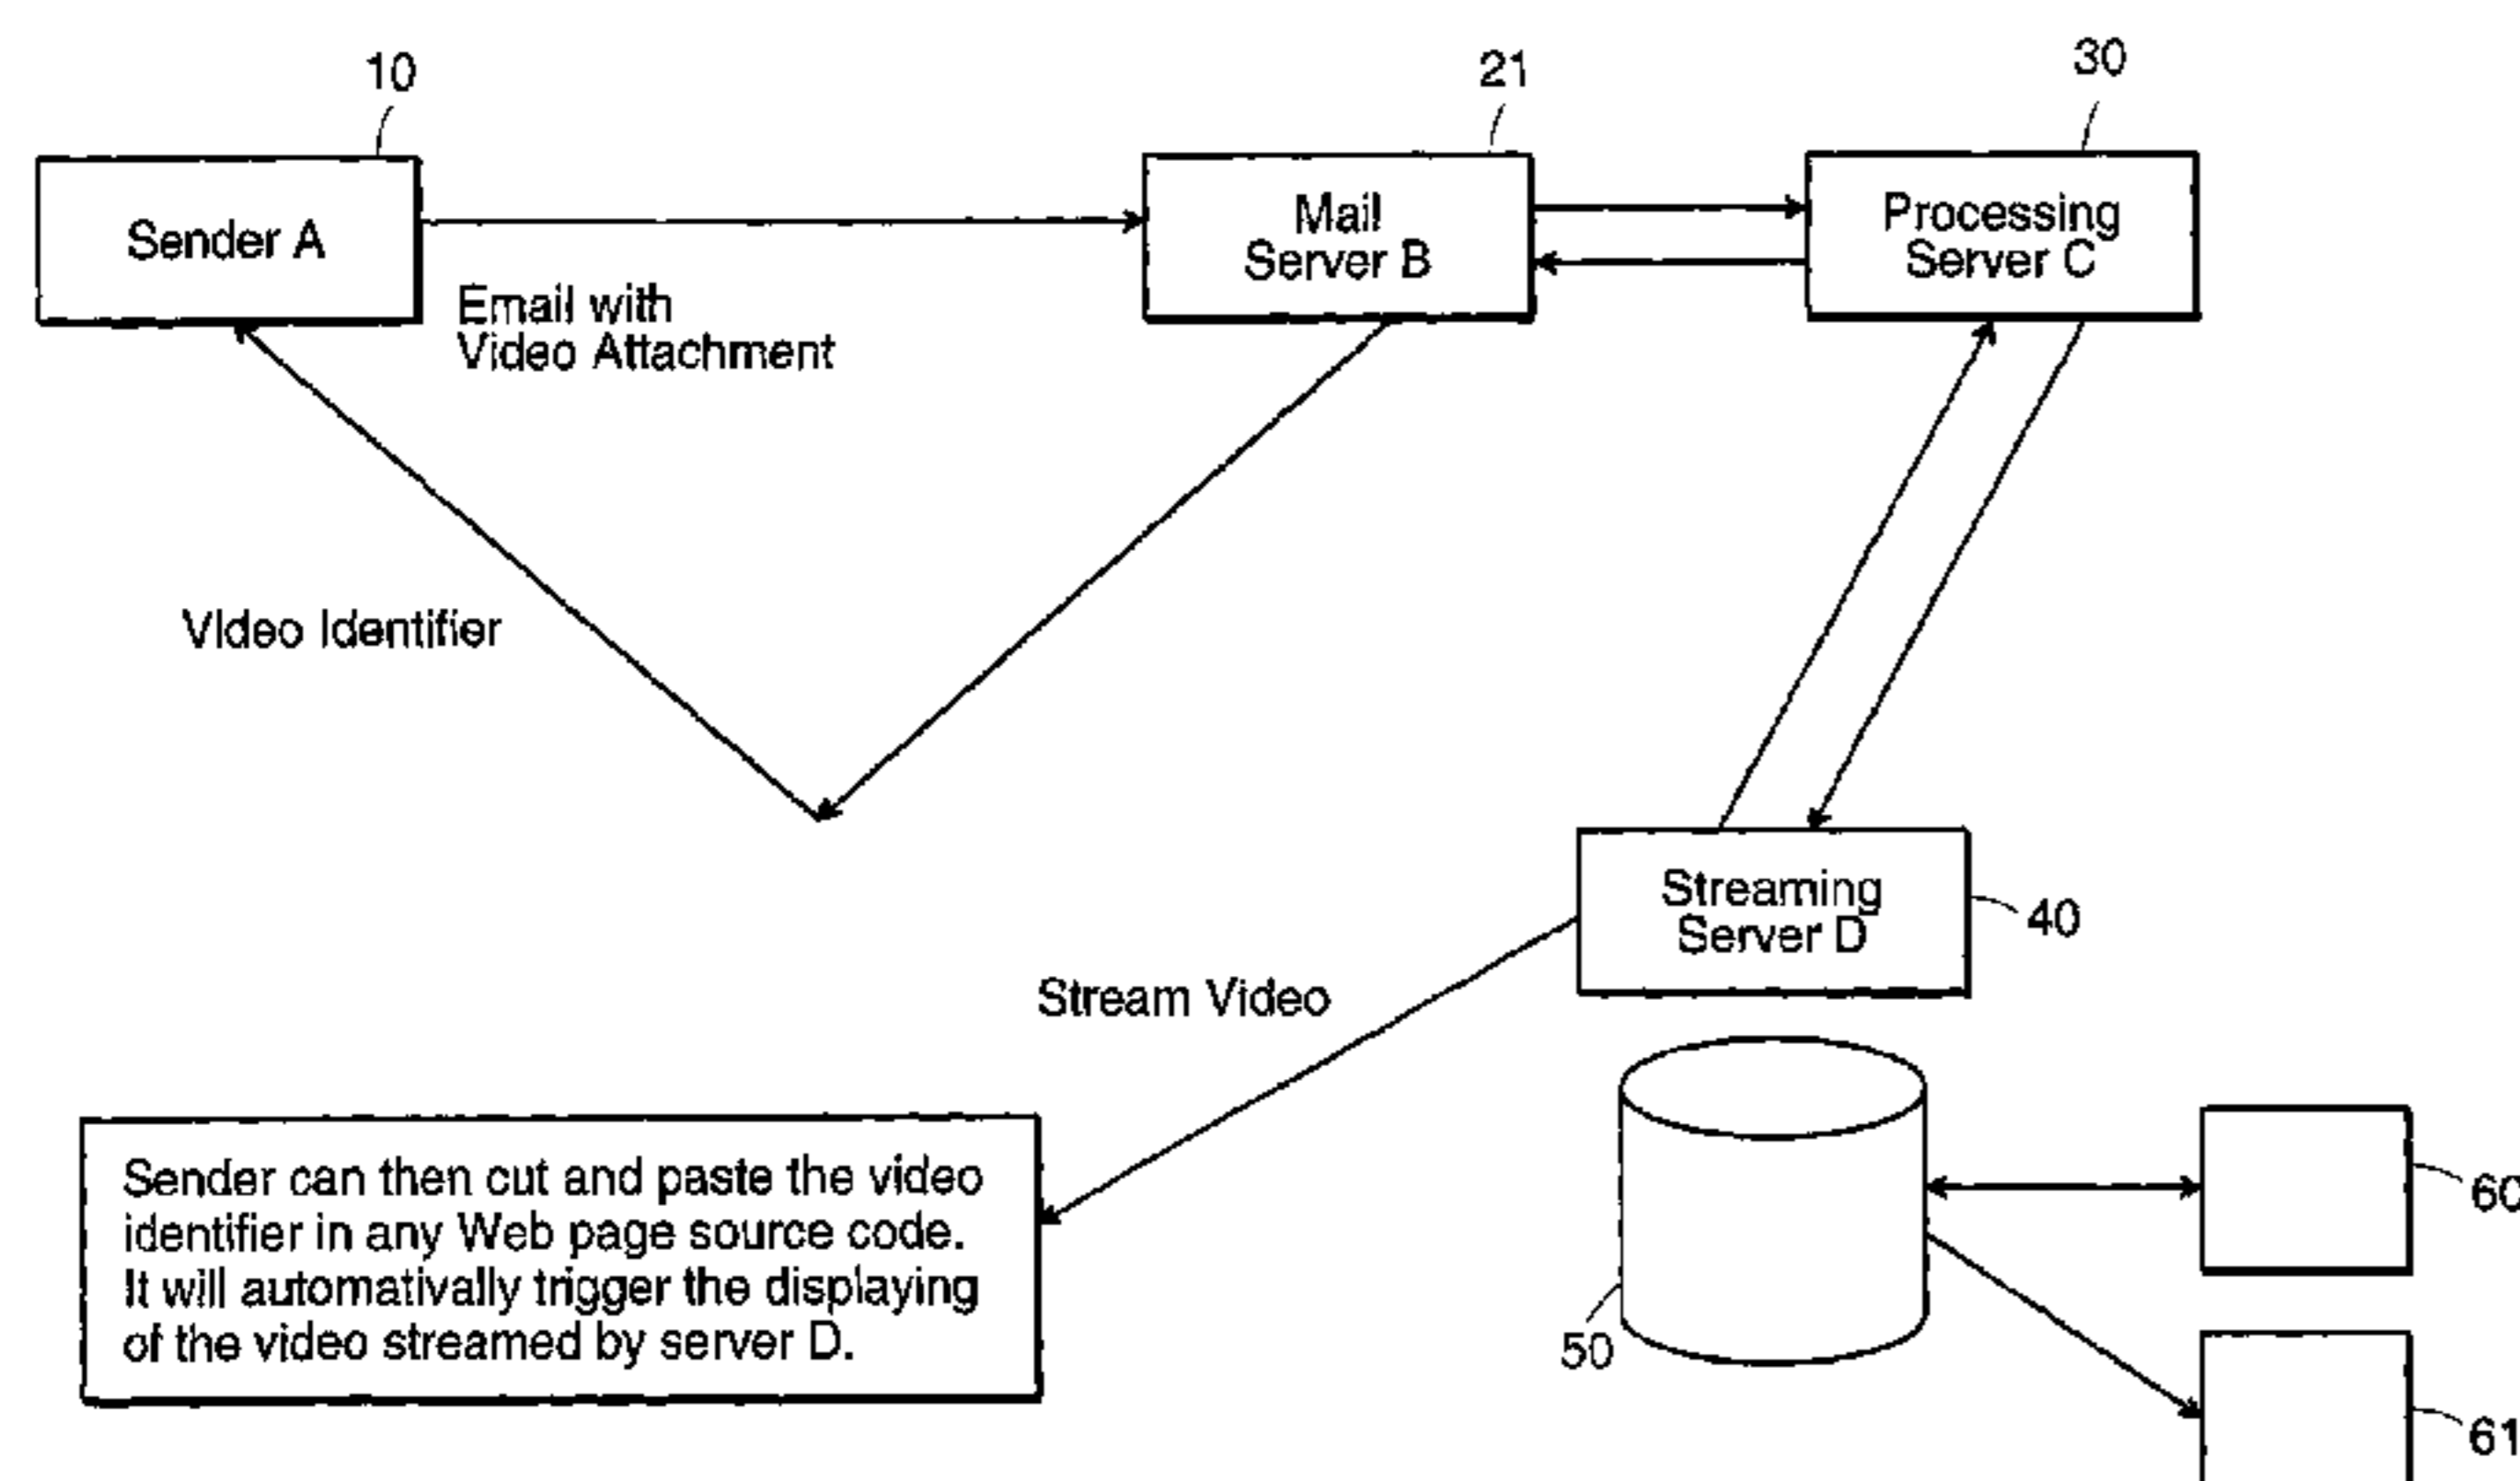 10
21
30
Sender A
Mail
Server B
Processing
Server C
Email with
Video Attachment
Video Identifier
Streaming
Server D
40
Stream Video
Sender can then cut and paste the video
identifier in any Web page source code.
It will automativally trigger the displaying
of the video streamed by server D.
50
60
61